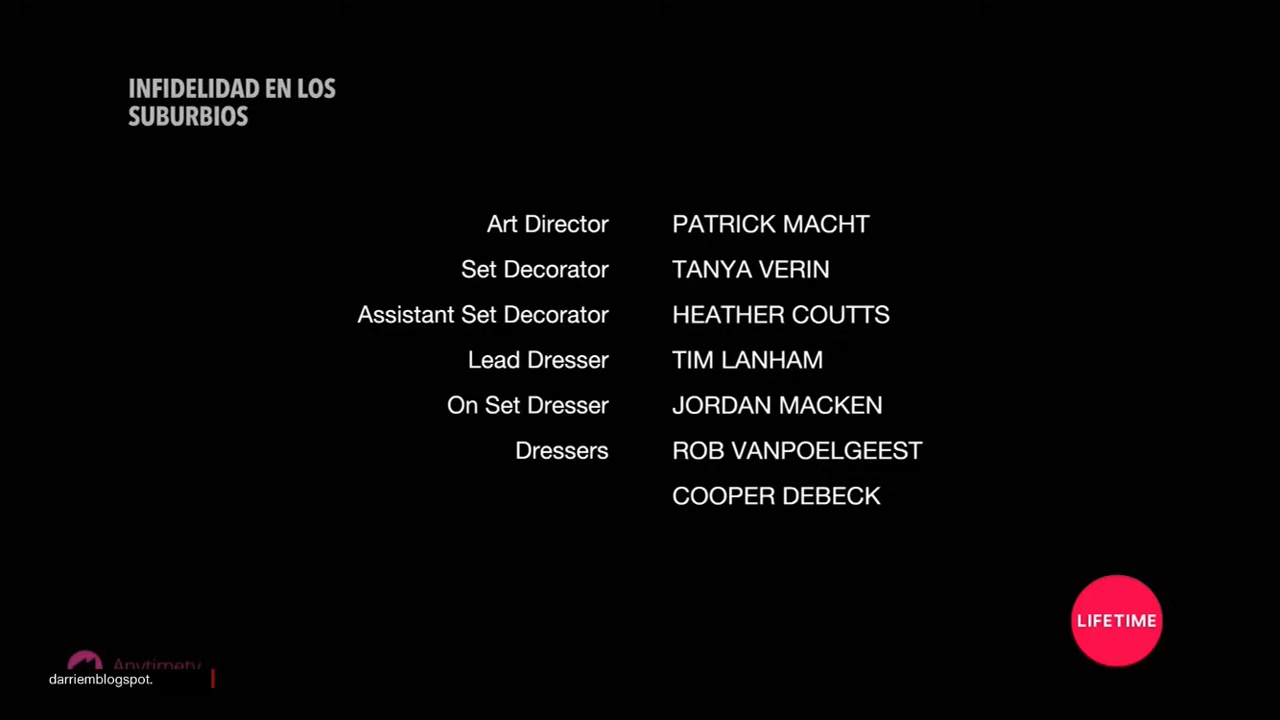 INFIDELIDAD EN LOS
SUBURBIOS
Art Director PATRICK MACHT
Set Decorator TANYA VERIN
Assistant Set Decorator HEATHER COUTTS
Lead Dresser TIM LANHAM
On Set Dresser JORDAN MACKEN
Dressers ROB VANPOELGEEST
COOPER DEBECK
LIFETIME
Anytimetv
darriemblogspot.